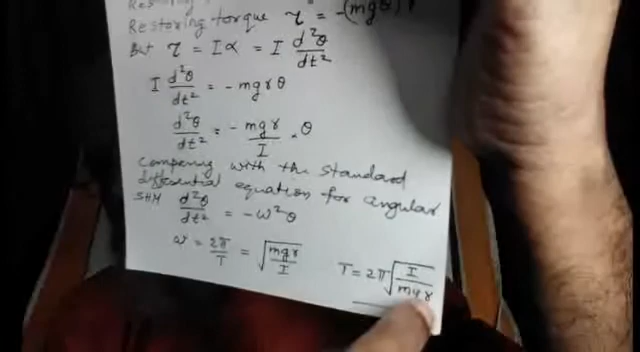 Restoring torque τ = -(mgθ) r
But τ = Iα = I d²θ/dt²
I d²θ/dt² = - mgrθ
d²θ/dt² = - mgr/I . θ
Comparing with the standard
differential equation for angular
SHM d²θ/dt² = -ω²θ
ω = 2π/T = √(mgr/I) T = 2π√(I/mgr)